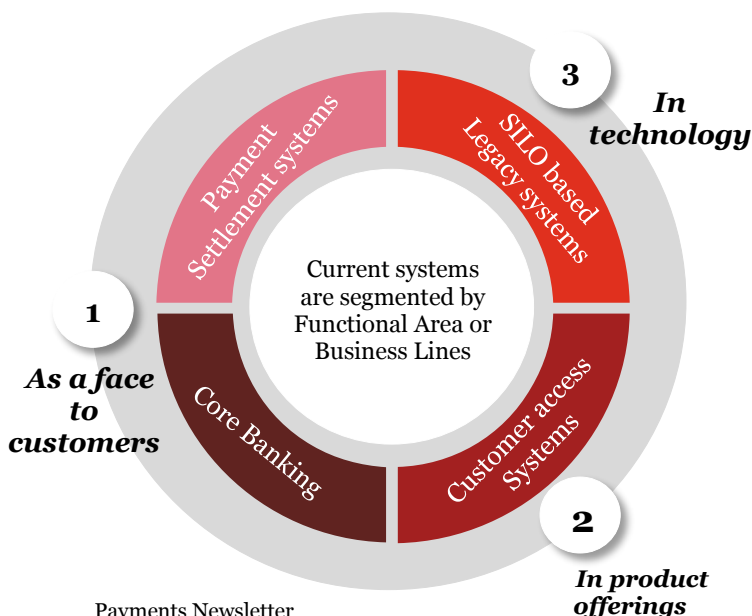 3
In
technology
Payment
Settlement systems
SILO based
Legacy systems
Current systems
are segmented by
Functional Area or
Business Lines
1
As a face
to
customers
Core Banking
Customer access
Systems
2
In product
offerings
Payments Newsletter